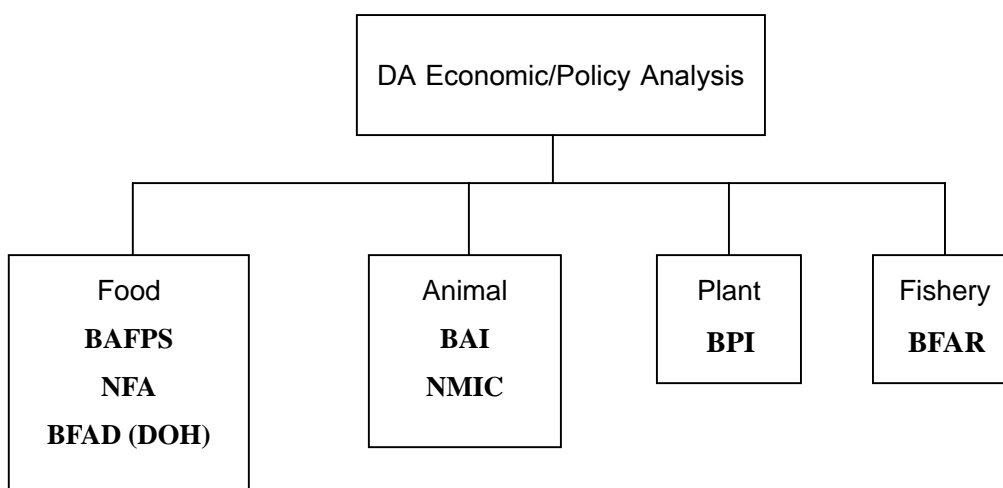 DA Economic/Policy Analysis
Food
BAFPS
NFA
BFAD (DOH)
Animal
BAI
NMIC
Plant
BPI
Fishery
BFAR